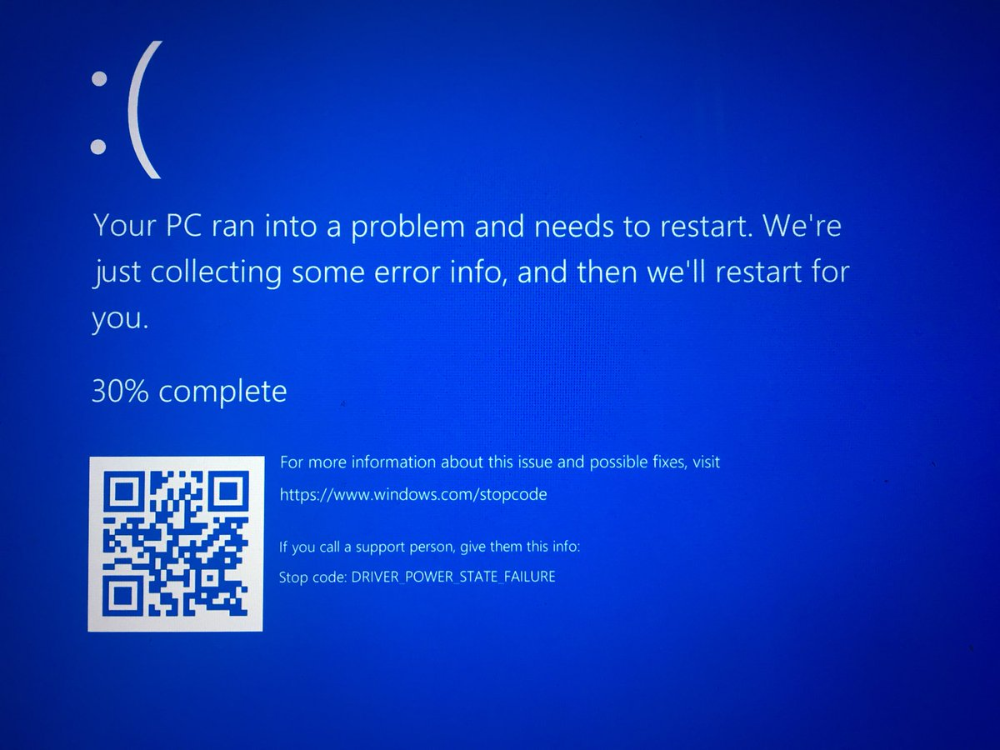 :(
Your PC ran into a problem and needs to restart. We're
just collecting some error info, and then we'll restart for
you.
30% complete
For more information about this issue and possible fixes, visit
https://www.windows.com/stopcode
If you call a support person, give them this info:
Stop code: DRIVER_POWER_STATE_FAILURE